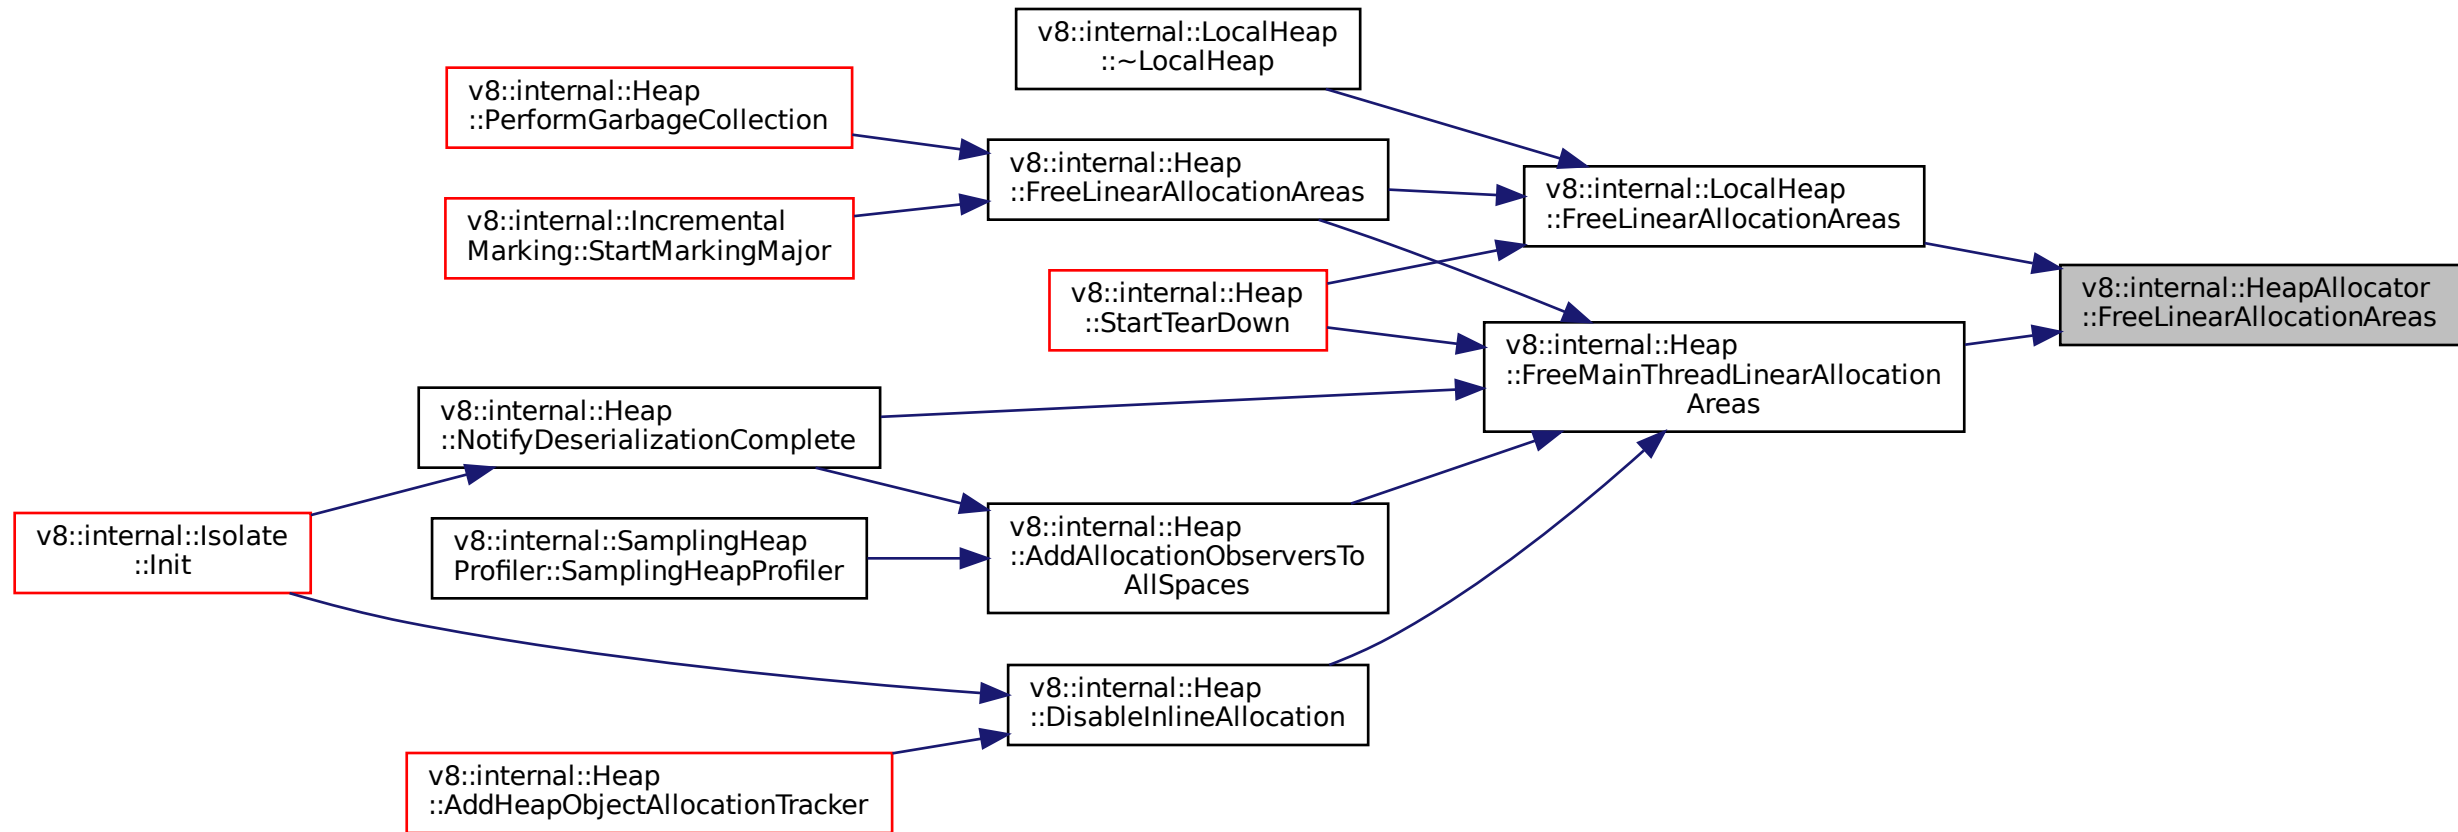 v8::internal::LocalHeap
::~LocalHeap
v8::internal::Heap
::PerformGarbageCollection
v8::internal::Heap
::FreeLinearAllocationAreas
v8::internal::LocalHeap
::FreeLinearAllocationAreas
v8::internal::Incremental
Marking::StartMarkingMajor
v8::internal::Heap
::StartTearDown
v8::internal::HeapAllocator
::FreeLinearAllocationAreas
v8::internal::Heap
::FreeMainThreadLinearAllocation
Areas
v8::internal::Heap
::NotifyDeserializationComplete
v8::internal::Isolate
::Init
v8::internal::SamplingHeap
Profiler::SamplingHeapProfiler
v8::internal::Heap
::AddAllocationObserversTo
AllSpaces
v8::internal::Heap
::DisableInlineAllocation
v8::internal::Heap
::AddHeapObjectAllocationTracker